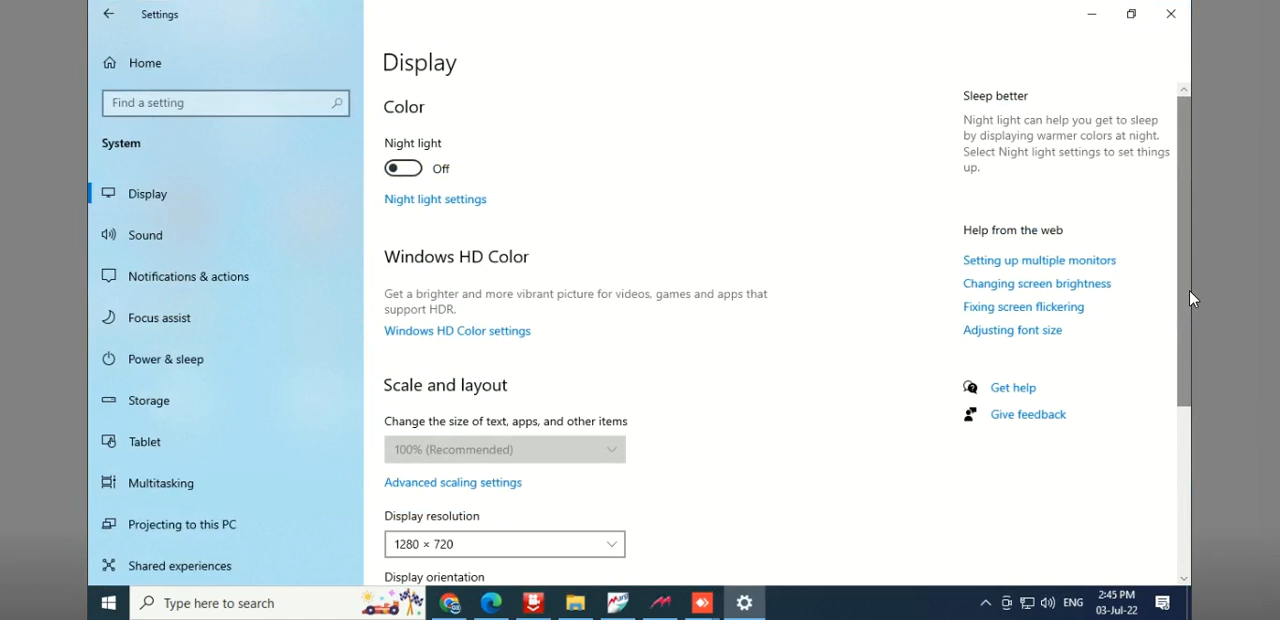 Settings
Home
Find a setting
System
Display
Sound
Notifications & actions
Focus assist
Power & sleep
Storage
Tablet
Multitasking
Projecting to this PC
Shared experiences
Display
Color
Night light
Off
Night light settings
Windows HD Color
Get a brighter and more vibrant picture for videos, games and apps that
support HDR.
Windows HD Color settings
Scale and layout
Change the size of text, apps, and other items
100% (Recommended)
Advanced scaling settings
Display resolution
1280 × 720
Display orientation
Sleep better
Night light can help you get to sleep
by displaying warmer colors at night.
Select Night light settings to set things
up.
Help from the web
Setting up multiple monitors
Changing screen brightness
Fixing screen flickering
Adjusting font size
Get help
Give feedback
Type here to search
ENG
2:45 PM
03-Jul-22